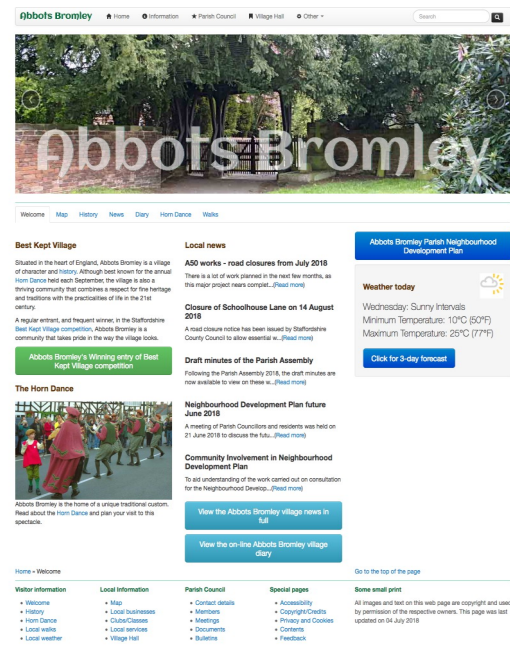 Abbots Bromley
Home
Information
Parish Council
Village Hall
Other
Search
Abbots Bromley
Welcome
Map
History
News
Diary
Horn Dance
Walks
Best Kept Village
Situated in the heart of England, Abbots Bromley is a village
of character and history. Although best known for the annual
Horn Dance held each September, the village is also a
thriving community that combines a respect for fine heritage
and traditions with the practicalities of life in the 21st
century.
A regular entrant, and frequent winner, in the Staffordshire
Best Kept Village competition, Abbots Bromley is a
community that takes pride in the way the village looks.
Abbots Bromley's Winning entry of Best
Kept Village competition
The Horn Dance
Abbots Bromley is the home of a unique traditional custom.
Read about the Horn Dance and plan your visit to this
spectacle.
Local news
A50 works - road closures from July 2018
There is a lot of work planned in the next few months, as
this major project nears complet...(Read more)
Closure of Schoolhouse Lane on 14 August
2018
A road closure notice has been issued by Staffordshire
County Council to allow essential w...(Read more)
Draft minutes of the Parish Assembly
Following the Parish Assembly 2018, the draft minutes are
now available to view on these w...(Read more)
Neighbourhood Development Plan future
June 2018
A meeting of Parish Councillors and residents was held on
21 June 2018 to discuss the futu...(Read more)
Community Involvement in Neighbourhood
Development Plan
To aid understanding of the work carried out on consultation
for the Neighbourhood Develop...(Read more)
View the Abbots Bromley village news in
full
View the on-line Abbots Bromley village
diary
Abbots Bromley Parish Neighbourhood
Development Plan
Weather today
Wednesday: Sunny Intervals
Minimum Temperature: 10°C (50°F)
Maximum Temperature: 25°C (77°F)
Click for 3-day forecast
Home » Welcome
Go to the top of the page
Visitor information
Welcome
History
Horn Dance
Local walks
Local weather
Local Information
Map
Local businesses
Clubs/Classes
Local services
Village Hall
Parish Council
Contact details
Members
Meetings
Documents
Bulletins
Special pages
Accessibility
Copyright/Credits
Privacy and Cookies
Contents
Feedback
Some small print
All images and text on this web page are copyright and used
by permission of the respective owners. This page was last
updated on 04 July 2018